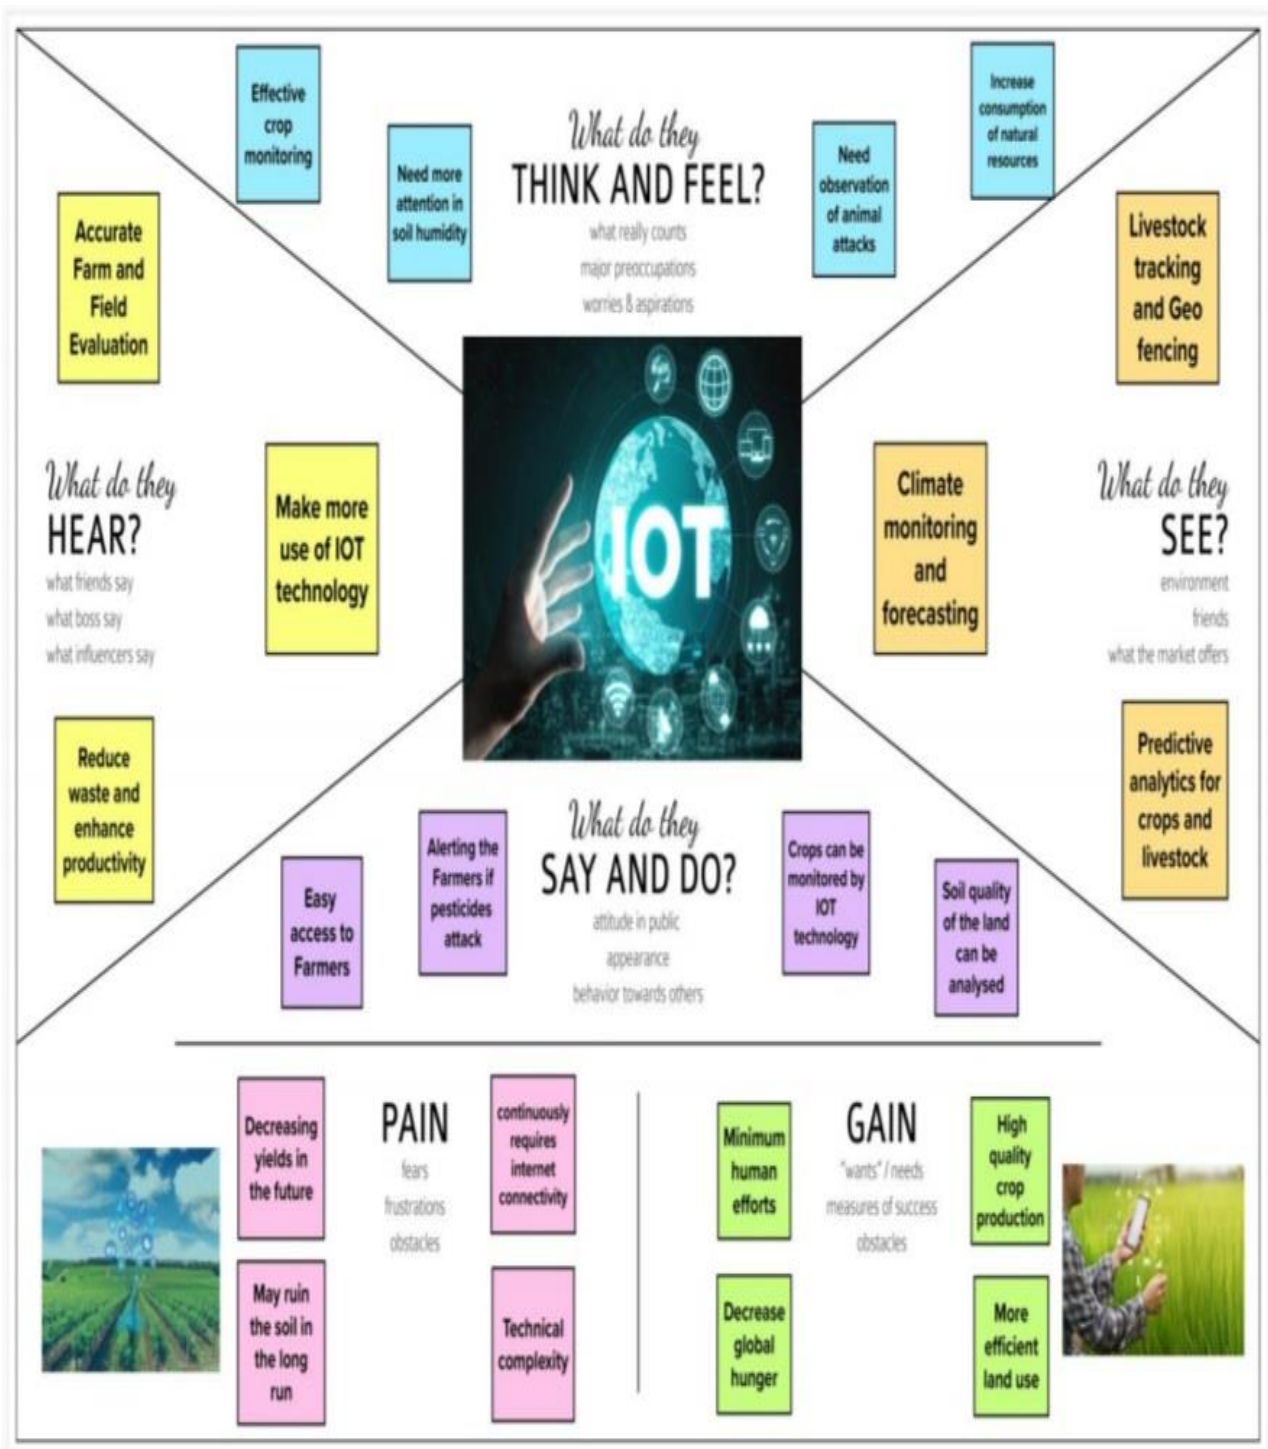 Effective
crop
monitoring
Need more
attention in
soil humidity
What do they
THINK AND FEEL?
what really counts
major preoccupations
worries & aspirations
Need
observation
of animal
attacks
Increase
consumption
of natural
resources
Accurate
Farm and
Field
Evaluation
What do they
HEAR?
what friends say
what boss say
what influencers say
Make more
use of IOT
technology
Reduce
waste and
enhance
productivity
IOT
Livestock
tracking
and Geo
fencing
Climate
monitoring
and
forecasting
What do they
SEE?
environment
friends
what the market offers
Predictive
analytics for
crops and
livestock
Easy
access to
Farmers
Alerting the
Farmers if
pesticides
attack
What do they
SAY AND DO?
attitude in public
appearance
behavior towards others
Crops can be
monitored by
IOT
technology
Soil quality
of the land
can be
analysed
Decreasing
yields in
the future
May ruin
the soil in
the long
run
PAIN
fears
frustrations
obstacles
continuously
requires
internet
connectivity
Technical
complexity
Minimum
human
efforts
Decrease
global
hunger
GAIN
"wants" / needs
measures of success
obstacles
High
quality
crop
production
More
efficient
land use